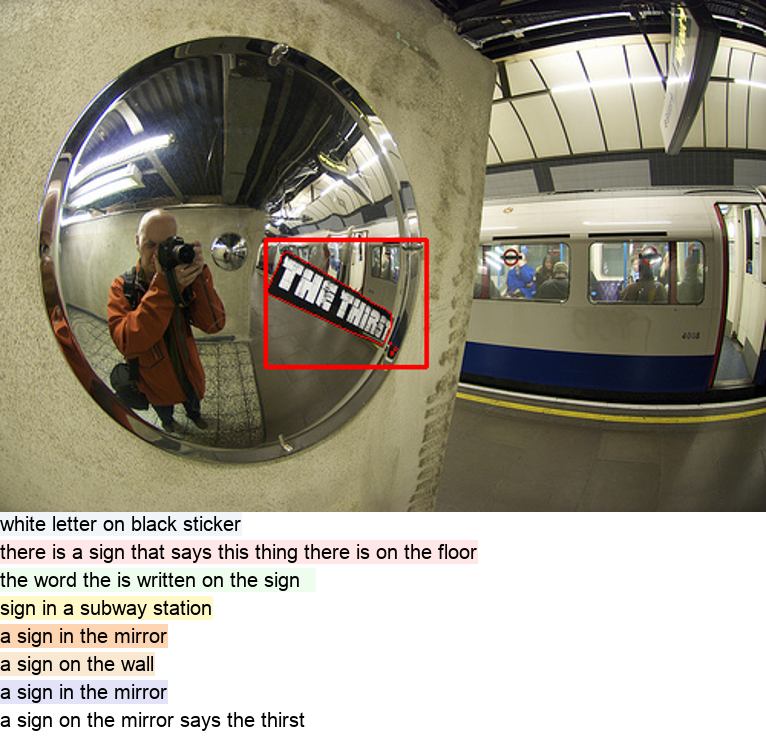 THE THIRST
4008
white letter on black sticker
there is a sign that says this thing there is on the floor
the word the is written on the sign
sign in a subway station
a sign in the mirror
a sign on the wall
a sign in the mirror
a sign on the mirror says the thirst